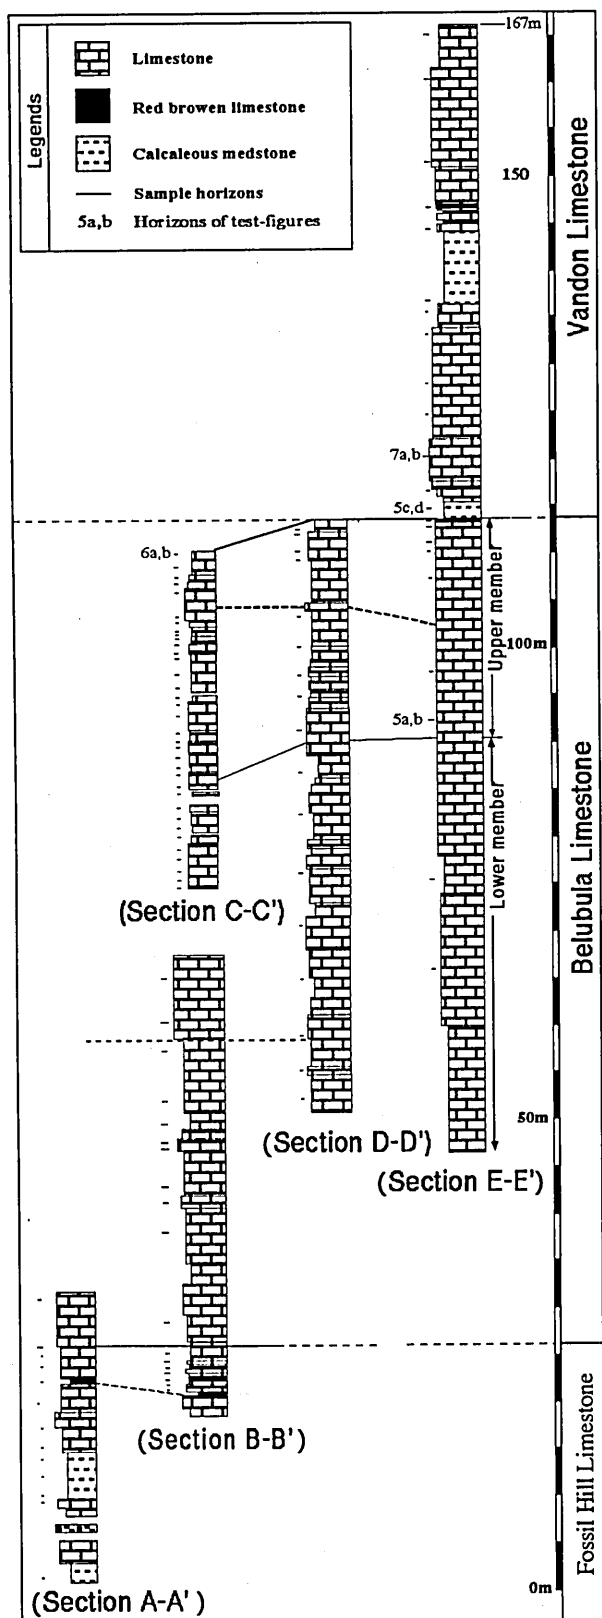 Legends
Limestone
Red browen limestone
Calcaleous medstone
Sample horizons
5a,b Horizons of test-figures
167m
150
Vandon Limestone
7a,b
5c,d
6a,b
Upper member
100m
5a,b
Lower member
Belubula Limestone
(Section C-C')
50m
(Section D-D')
(Section E-E')
(Section B-B')
Fossil Hill Limestone
0m
(Section A-A')